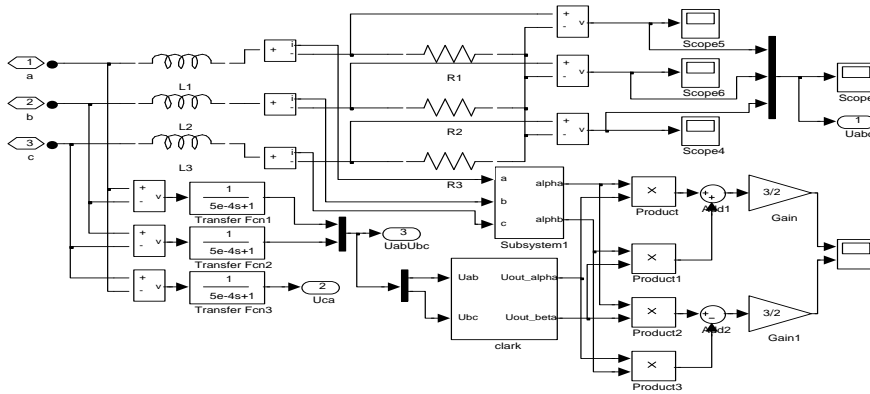 1
a
L1
+
-
i
-
R1
+
-
v
Scope5
2
b
L2
+
-
i
-
R2
+
-
v
Scope6
Scope
3
c
L3
+
-
i
-
R3
+
-
v
Scope4
1
Uabc
+
-
v
1
5e-4s+1
Transfer Fcn1
+
-
v
1
5e-4s+1
Transfer Fcn2
+
-
v
1
5e-4s+1
Transfer Fcn3
3
UabUbc
2
Uca
a
b
c
alpha
alphb
Subsystem1
Uab
Ubc
Uout_alpha
Uout_beta
clark
×
Product
×
Product1
×
Product2
×
Product3
+
+
Add1
+
−
Add2
3/2
Gain
3/2
Gain1